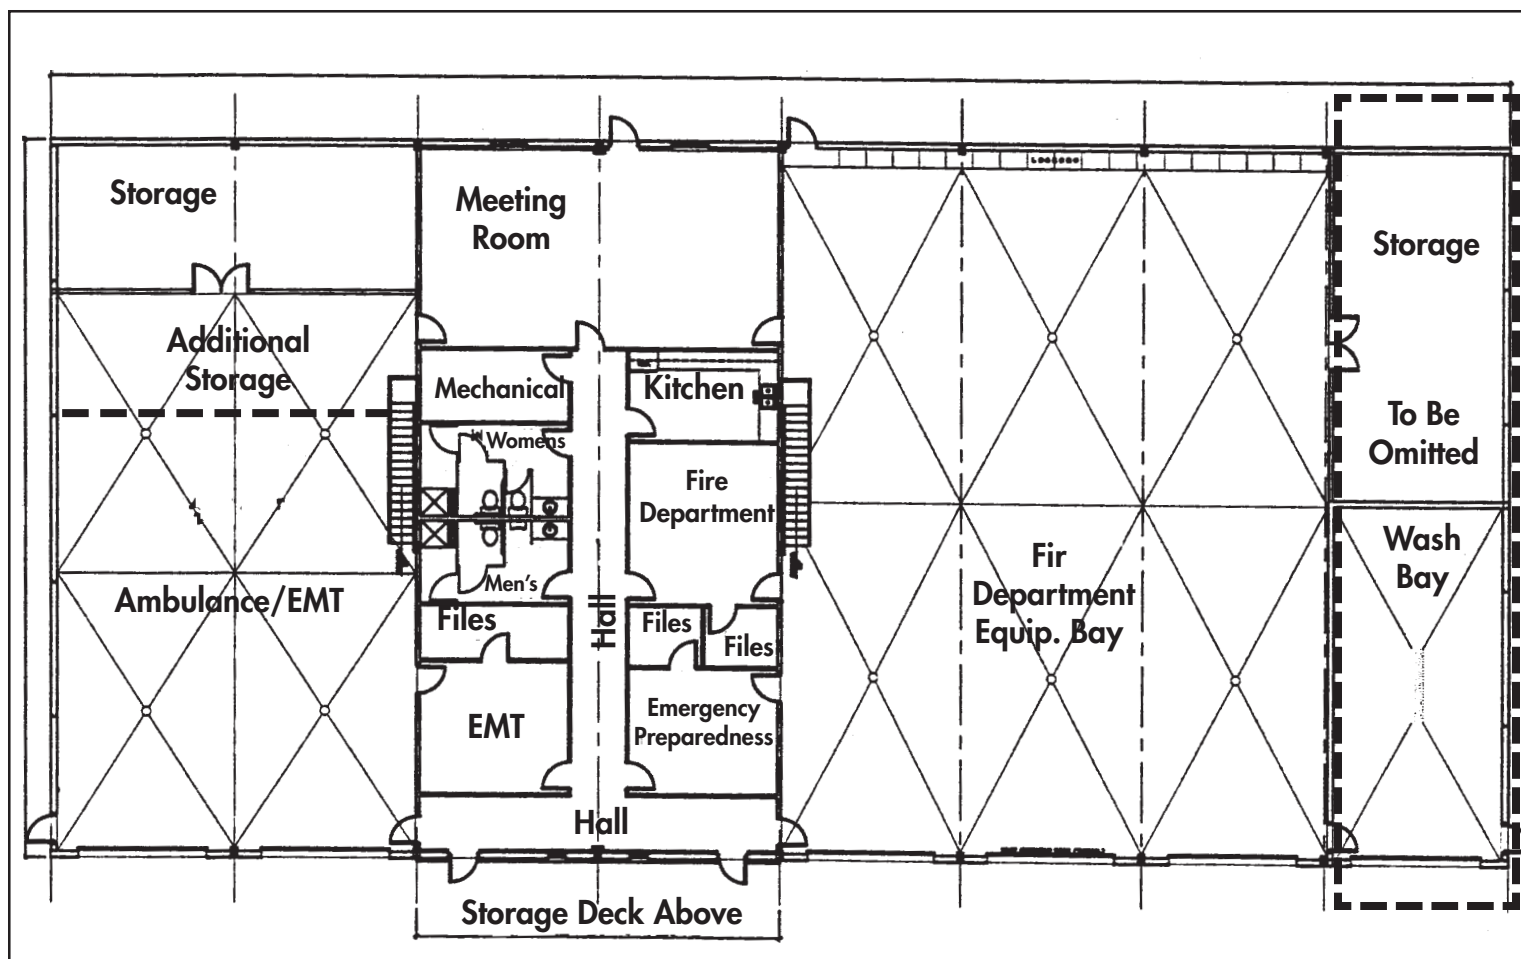 Storage
Meeting
Room
Storage
Additional
Storage
Mechanical
Kitchen
To Be
Omitted
Womens
Fire
Department
Wash
Bay
Fir
Department
Equip. Bay
Ambulance/EMT
Men's
Files
Hall
Files
Files
EMT
Emergency
Preparedness
Hall
Storage Deck Above